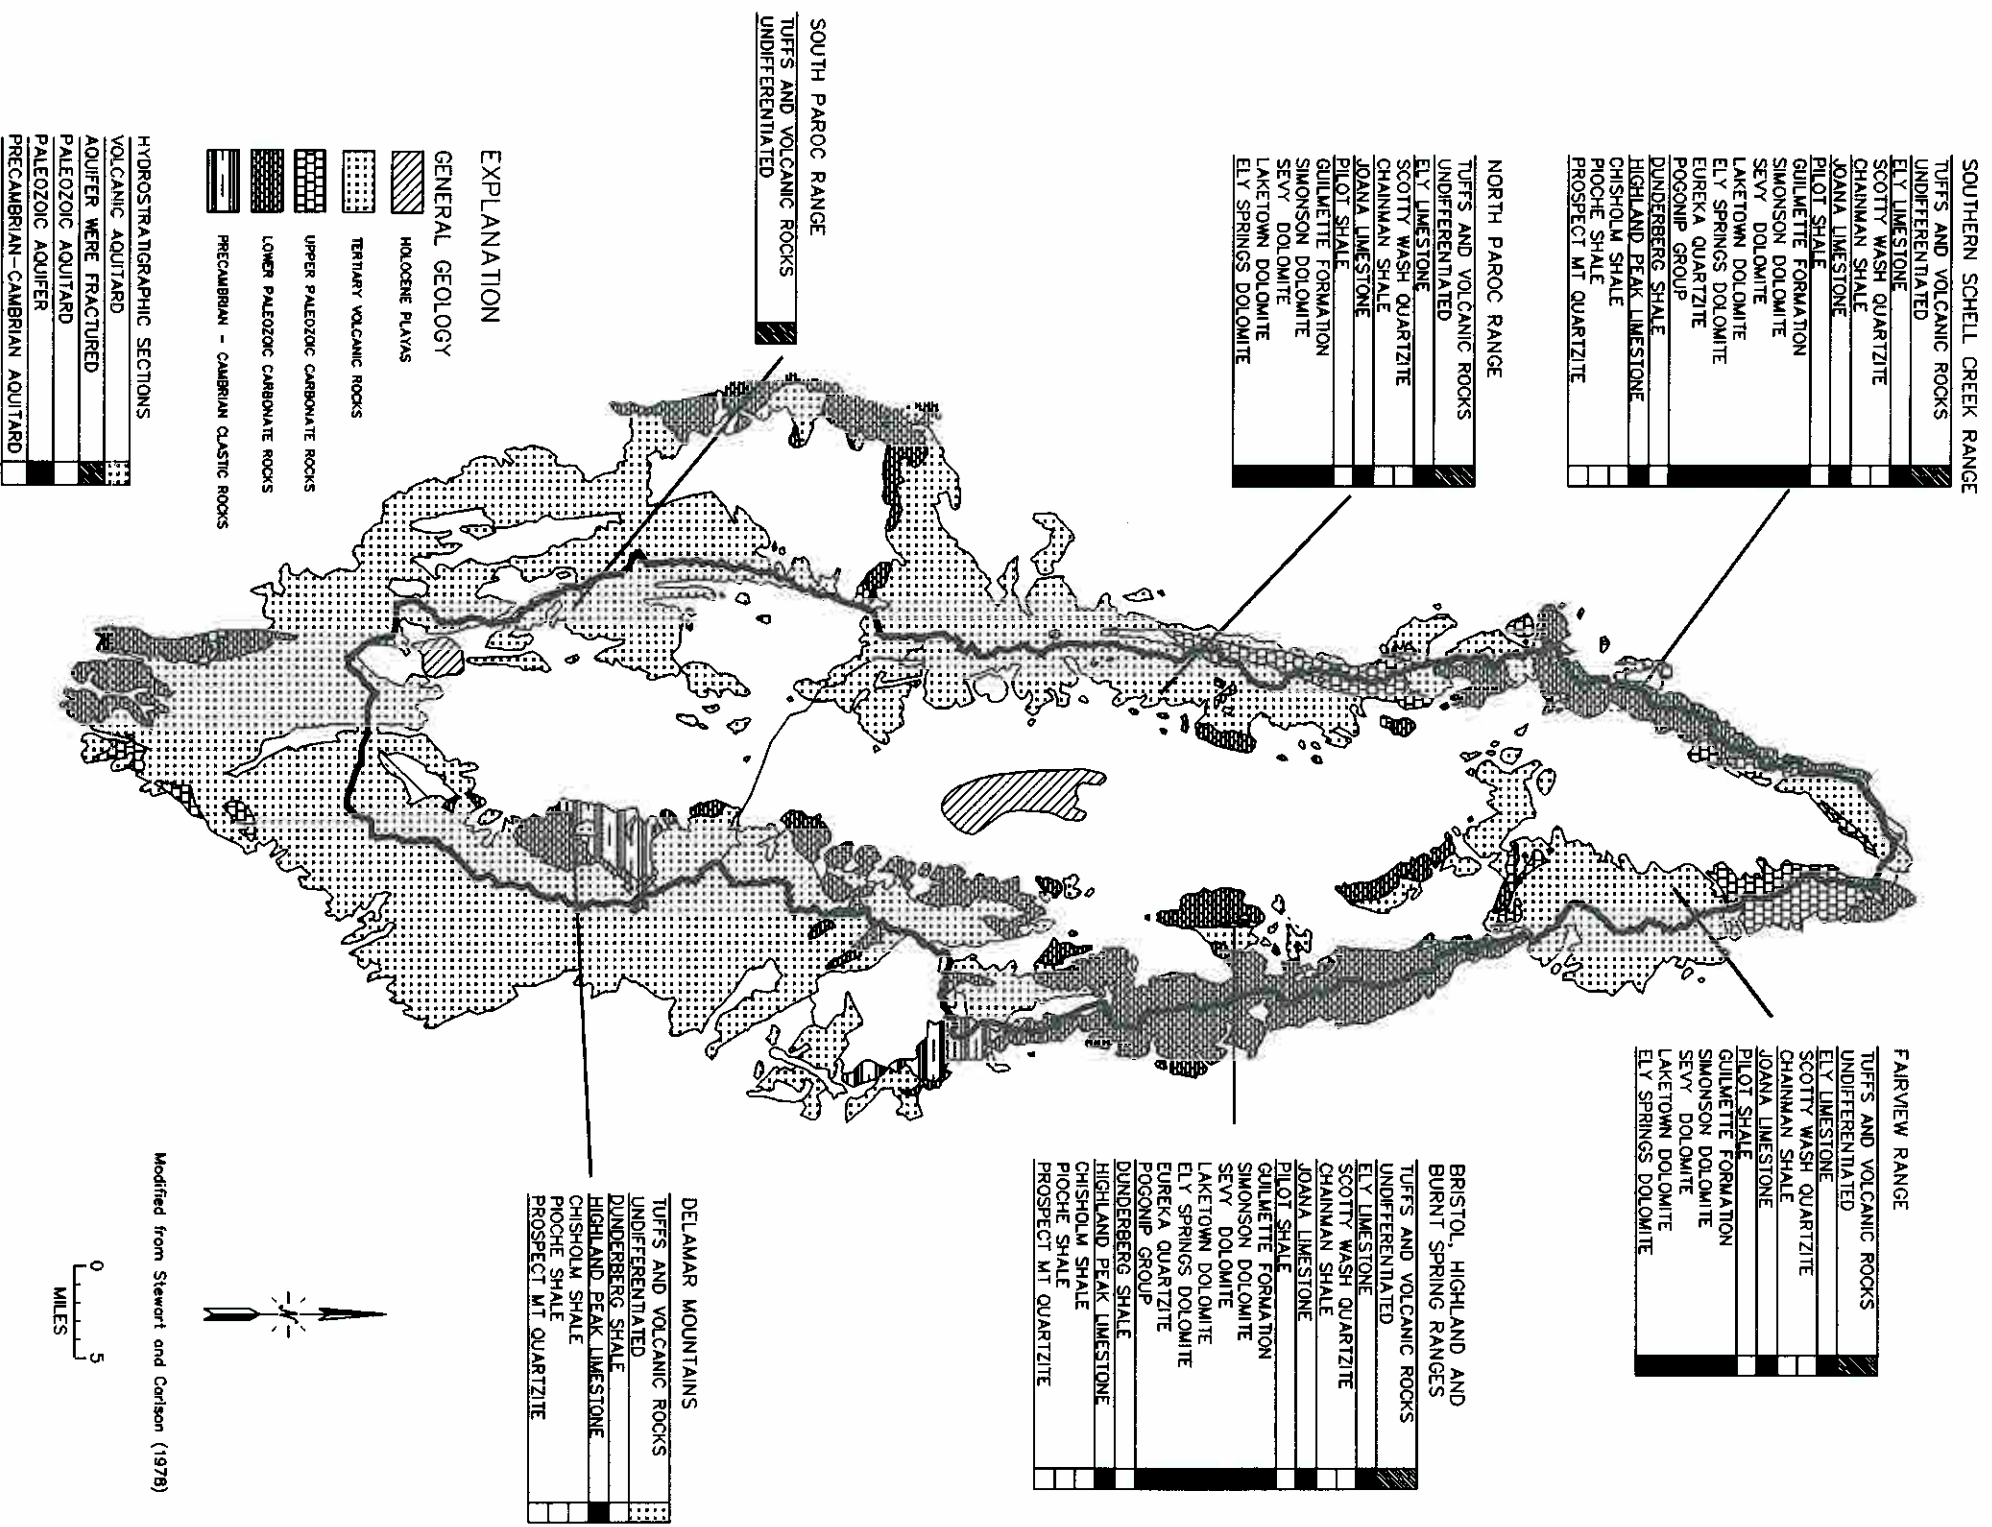 SOUTHERN SCHELL CREEK RANGE
TUFFS AND VOLCANIC ROCKS
UNDIFFERENTIATED
ELY LIMESTONE
SCOTTY WASH QUARTZITE
CHAINMAN SHALE
JOANA LIMESTONE
PILOT SHALE
GUILMETTE FORMATION
SIMONSON DOLOMITE
SEVY DOLOMITE
LAKETOWN DOLOMITE
ELY SPRINGS DOLOMITE
EUREKA QUARTZITE
POGONIP GROUP
DUNDERBERG SHALE
HIGHLAND PEAK LIMESTONE
CHISHOLM SHALE
PIOCHE SHALE
PROSPECT MT QUARTZITE
NORTH PAROC RANGE
TUFFS AND VOLCANIC ROCKS
UNDIFFERENTIATED
ELY LIMESTONE
SCOTTY WASH QUARTZITE
CHAINMAN SHALE
JOANA LIMESTONE
PILOT SHALE
GUILMETTE FORMATION
SIMONSON DOLOMITE
SEVY DOLOMITE
LAKETOWN DOLOMITE
ELY SPRINGS DOLOMITE
SOUTH PAROC RANGE
TUFFS AND VOLCANIC ROCKS
UNDIFFERENTIATED
EXPLANATION
GENERAL GEOLOGY
HOLOCENE PLAYAS
TERTIARY VOLCANIC ROCKS
UPPER PALEOZOIC CARBONATE ROCKS
LOWER PALEOZOIC CARBONATE ROCKS
PRECAMBRIAN - CAMBRIAN CLASTIC ROCKS
HYDROSTRATIGRAPHIC SECTIONS
VOLCANIC AQUITARD
AQUIFER WERE FRACTURED
PALEOZOIC AQUITARD
PALEOZOIC AQUIFER
PRECAMBRIAN-CAMBRIAN AQUITARD
FAIRVIEW RANGE
TUFFS AND VOLCANIC ROCKS
UNDIFFERENTIATED
ELY LIMESTONE
SCOTTY WASH QUARTZITE
CHAINMAN SHALE
JOANA LIMESTONE
PILOT SHALE
GUILMETTE FORMATION
SIMONSON DOLOMITE
SEVY DOLOMITE
LAKETOWN DOLOMITE
ELY SPRINGS DOLOMITE
BRISTOL, HIGHLAND AND
BURNT SPRING RANGES
TUFFS AND VOLCANIC ROCKS
UNDIFFERENTIATED
ELY LIMESTONE
SCOTTY WASH QUARTZITE
CHAINMAN SHALE
JOANA LIMESTONE
PILOT SHALE
GUILMETTE FORMATION
SIMONSON DOLOMITE
SEVY DOLOMITE
LAKETOWN DOLOMITE
ELY SPRINGS DOLOMITE
EUREKA QUARTZITE
POGONIP GROUP
DUNDERBERG SHALE
HIGHLAND PEAK LIMESTONE
CHISHOLM SHALE
PIOCHE SHALE
PROSPECT MT QUARTZITE
DELAMAR MOUNTAINS
TUFFS AND VOLCANIC ROCKS
UNDIFFERENTIATED
DUNDERBERG SHALE
HIGHLAND PEAK LIMESTONE
CHISHOLM SHALE
PIOCHE SHALE
PROSPECT MT QUARTZITE
N
0 5
MILES
Modified from Stewart and Carlson (1978)